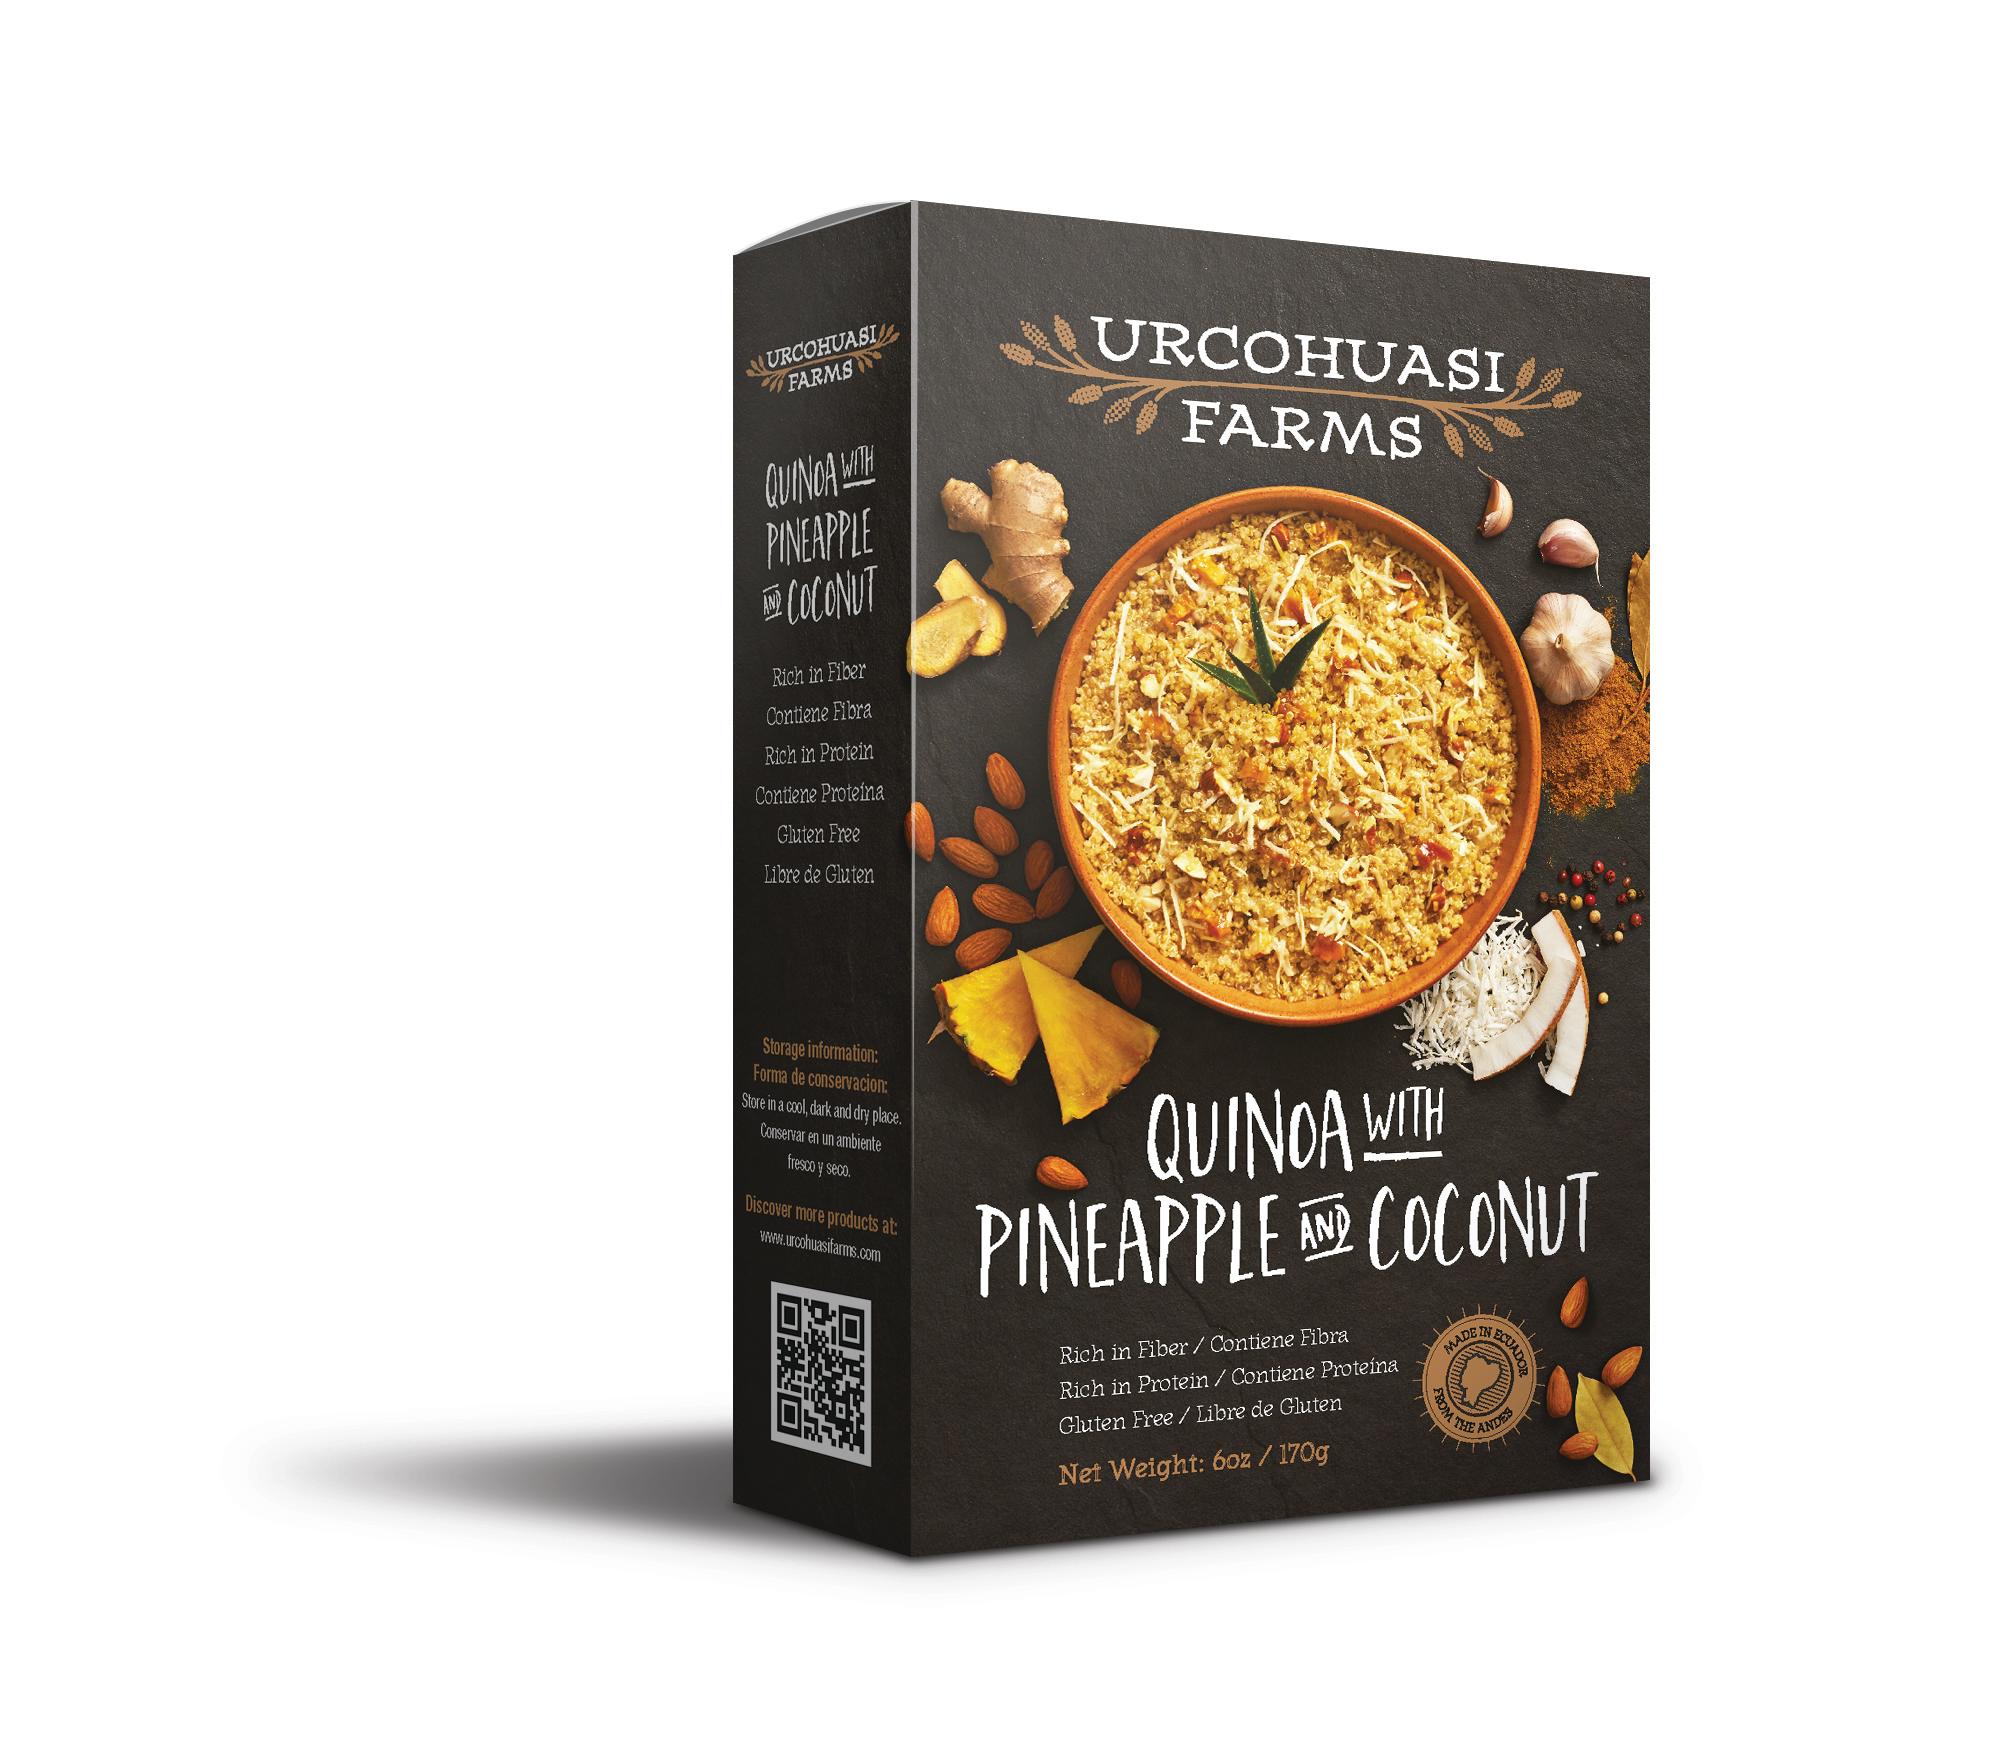 URCOHUASI
FARMS
QUINOA WITH
PINEAPPLE
AND COCONUT
Rich in Fiber
Contiene Fibra
Rich in Protein
Contiene Proteína
Gluten Free
Libre de Gluten
Storage information:
Forma de conservacion:
Store in a cool, dark and dry place.
Conservar en un ambiente
fresco y seco.
Discover more products at:
www.urcohuasifarms.com
URCOHUASI
FARMS
QUINOA WITH
PINEAPPLE AND COCONUT
Rich in Fiber / Contiene Fibra
Rich in Protein / Contiene Proteína
Gluten Free / Libre de Gluten
Net Weight: 6oz / 170g
MADE IN ECUADOR
FROM THE ANDES